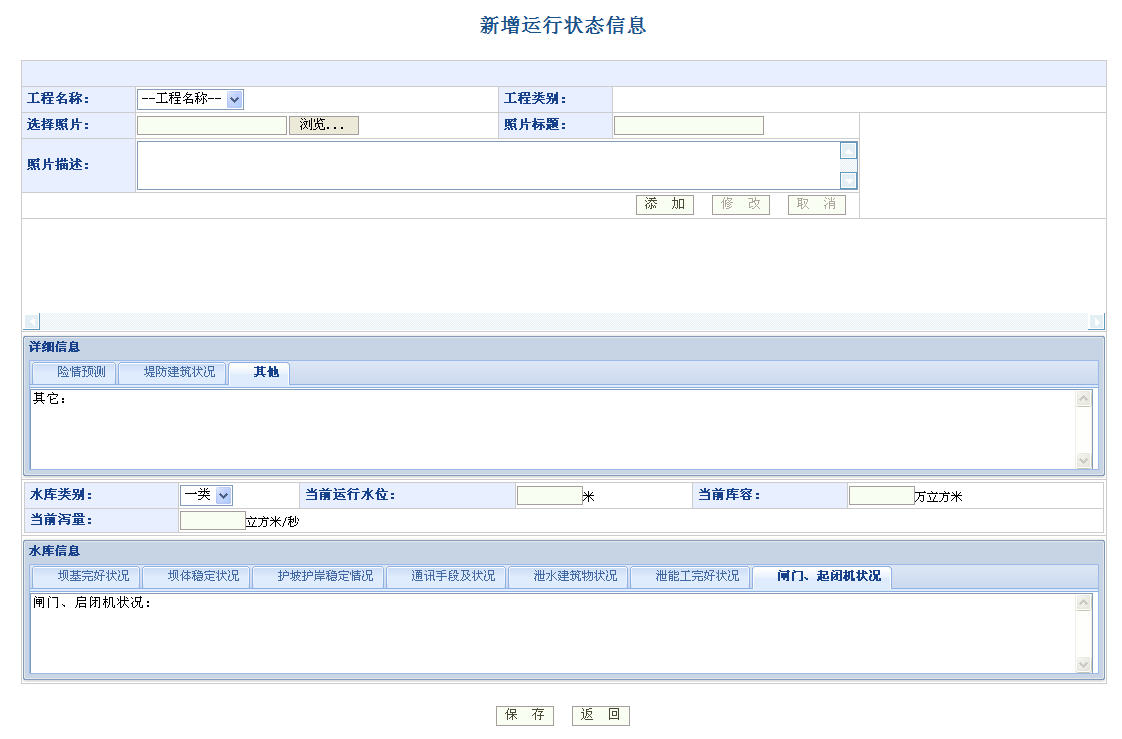 新增运行状态信息
工程名称： --工程名称-- 工程类别：
选择照片： 浏览... 照片标题：
照片描述：
添 加 修 改 取 消
详细信息
险情预测 堤防建筑状况 其他
其它：
水库类别： 一类 当前运行水位： 米 当前库容： 万立方米
当前泻量： 立方米/秒
水库信息
坝基完好状况 坝体稳定状况 护坡护岸稳定情况 通讯手段及状况 泄水建筑物状况 泄能工完好状况 闸门、起闭机状况
闸门、启闭机状况：
保 存 返 回